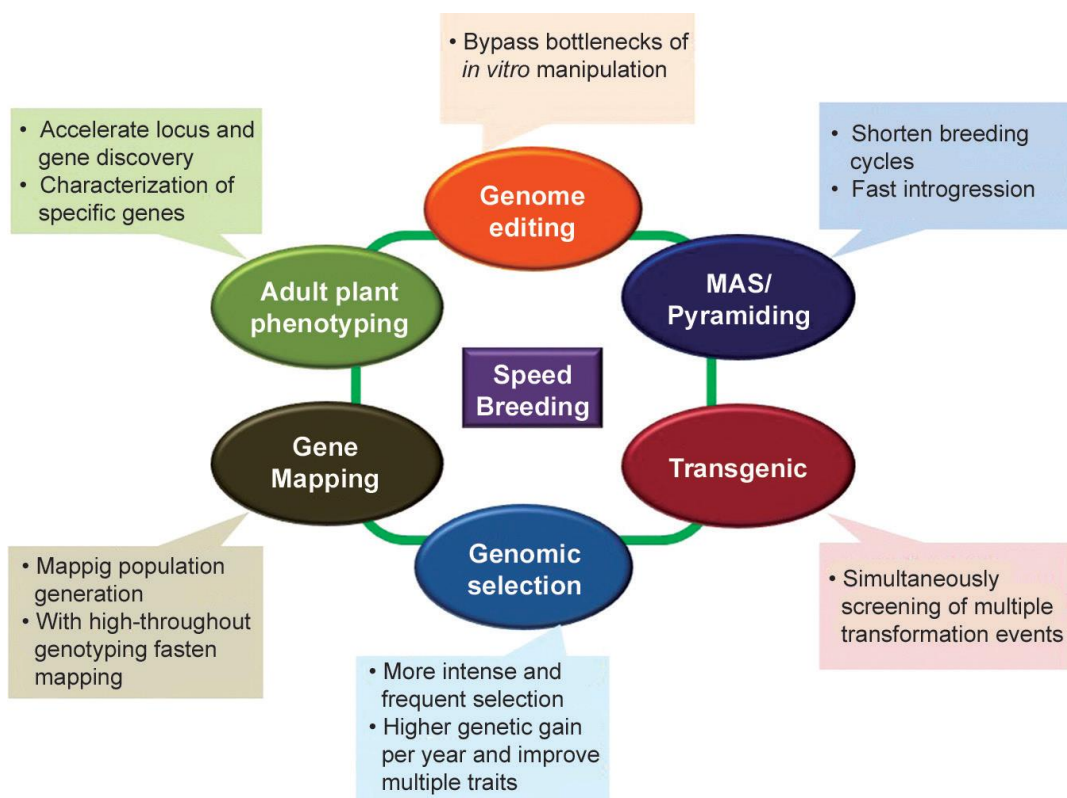 • Bypass bottlenecks of
in vitro manipulation
• Accelerate locus and
gene discovery
• Characterization of
specific genes
• Shorten breeding
cycles
• Fast introgression
Genome
editing
Adult plant
phenotyping
MAS/
Pyramiding
Speed
Breeding
Gene
Mapping
Transgenic
Genomic
selection
• Mappig population
generation
• With high-throughout
genotyping fasten
mapping
• More intense and
frequent selection
• Higher genetic gain
per year and improve
multiple traits
• Simultaneously
screening of multiple
transformation events